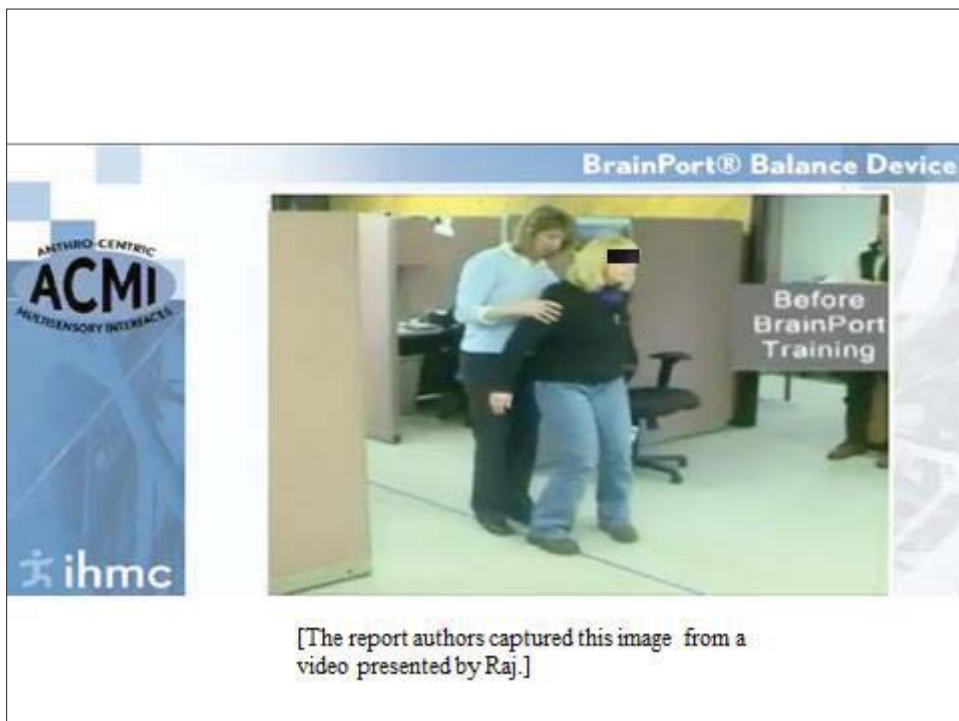 BrainPort® Balance Device
ANTHRO-CENTRIC
ACMI
MULTISENSORY INTERFACES
Before
BrainPort
Training
ihmc
[The report authors captured this image from a
video presented by Raj.]